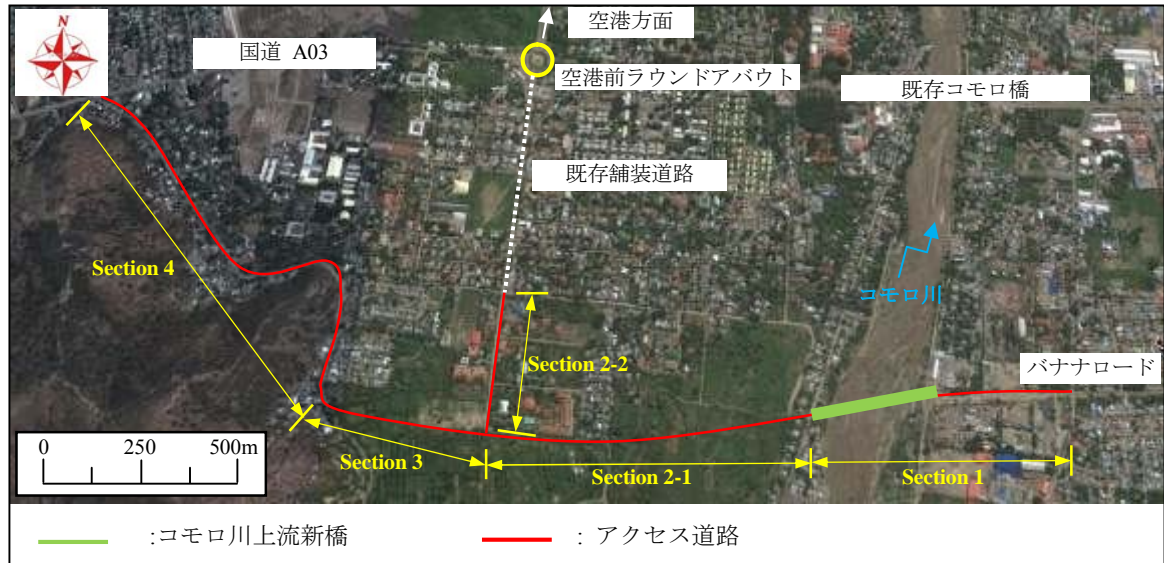 N
国道 A03
空港方面
空港前ラウンドアバウト
既存コモロ橋
既存舗装道路
Section 4
コモロ川
Section 2-2
バナナロード
0 250 500m
Section 3
Section 2-1
Section 1
:コモロ川上流新橋
: アクセス道路